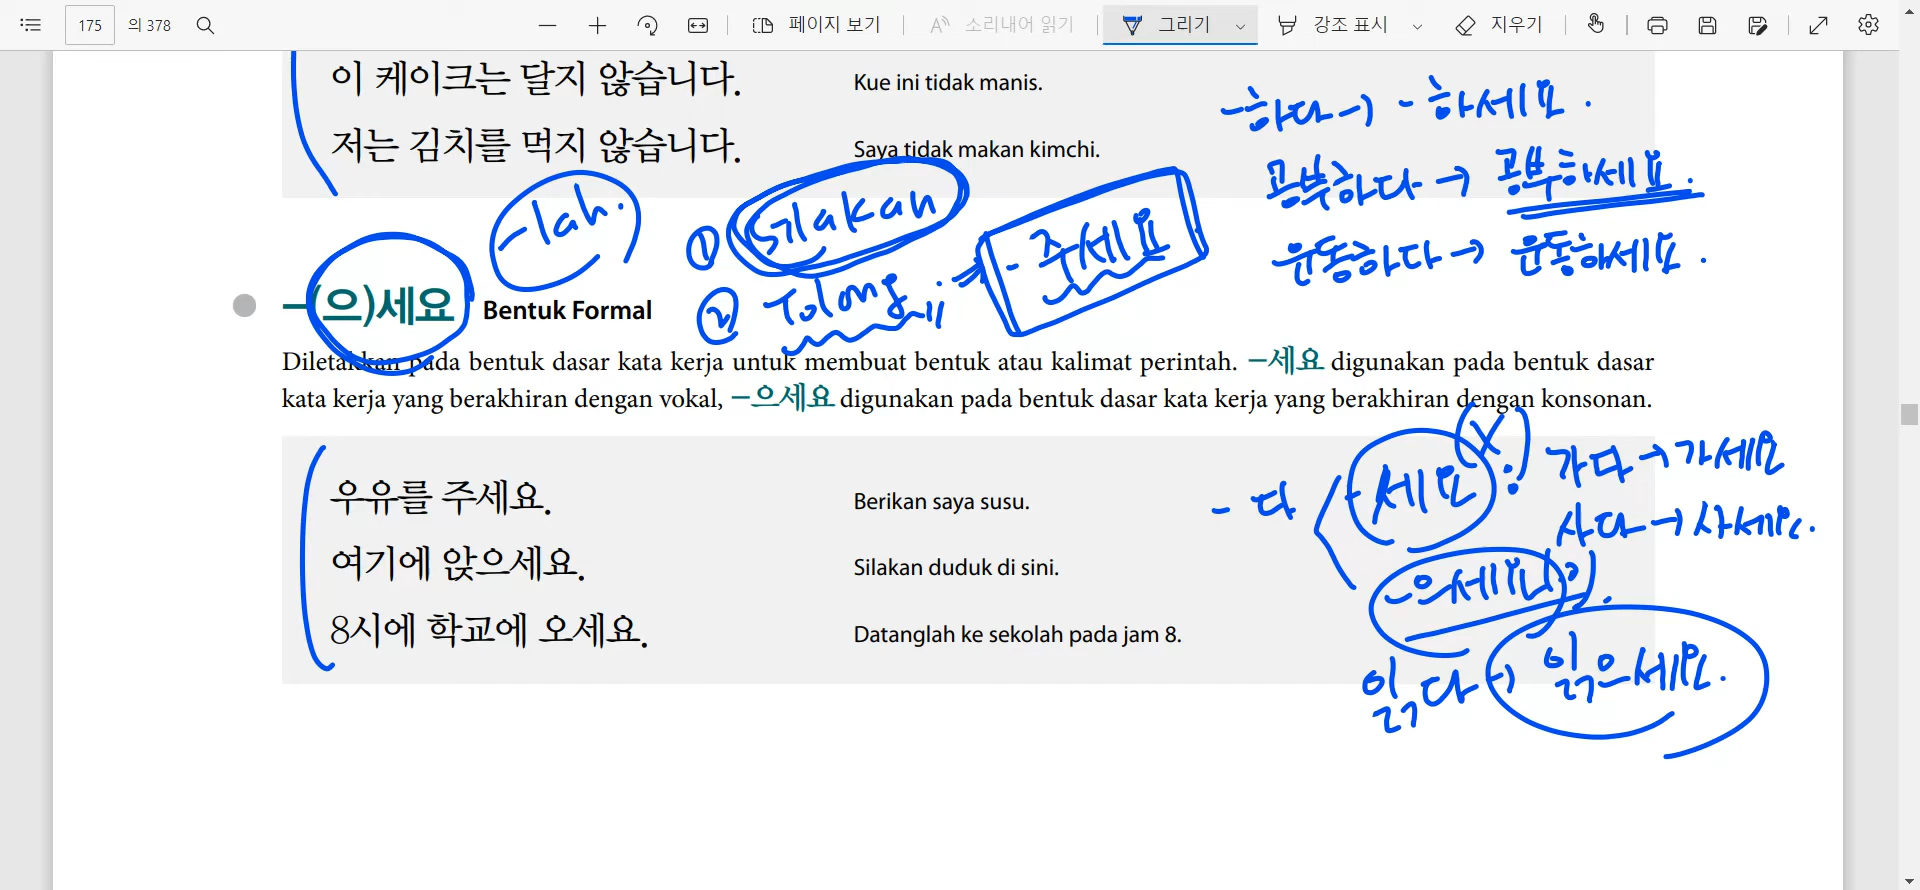 175 의 378 페이지 보기 소리내어 읽기 그리기 강조 표시 지우기
이 케이크는 달지 않습니다. Kue ini tidak manis.
저는 김치를 먹지 않습니다. Saya tidak makan kimchi.
-하다 → -하세요.
공부하다 → 공부하세요.
운동하다 → 운동하세요.
-lah.
① silakan
② Tolong → -주세요
-(으)세요 Bentuk Formal
Diletakkan pada bentuk dasar kata kerja untuk membuat bentuk atau kalimat perintah. -세요 digunakan pada bentuk dasar
kata kerja yang berakhiran dengan vokal, -으세요 digunakan pada bentuk dasar kata kerja yang berakhiran dengan konsonan.
우유를 주세요. Berikan saya susu.
여기에 앉으세요. Silakan duduk di sini.
8시에 학교에 오세요. Datanglah ke sekolah pada jam 8.
-다 -세요 (X) : 가다 → 가세요
사다 → 사세요.
-으세요
읽다 → 읽으세요.